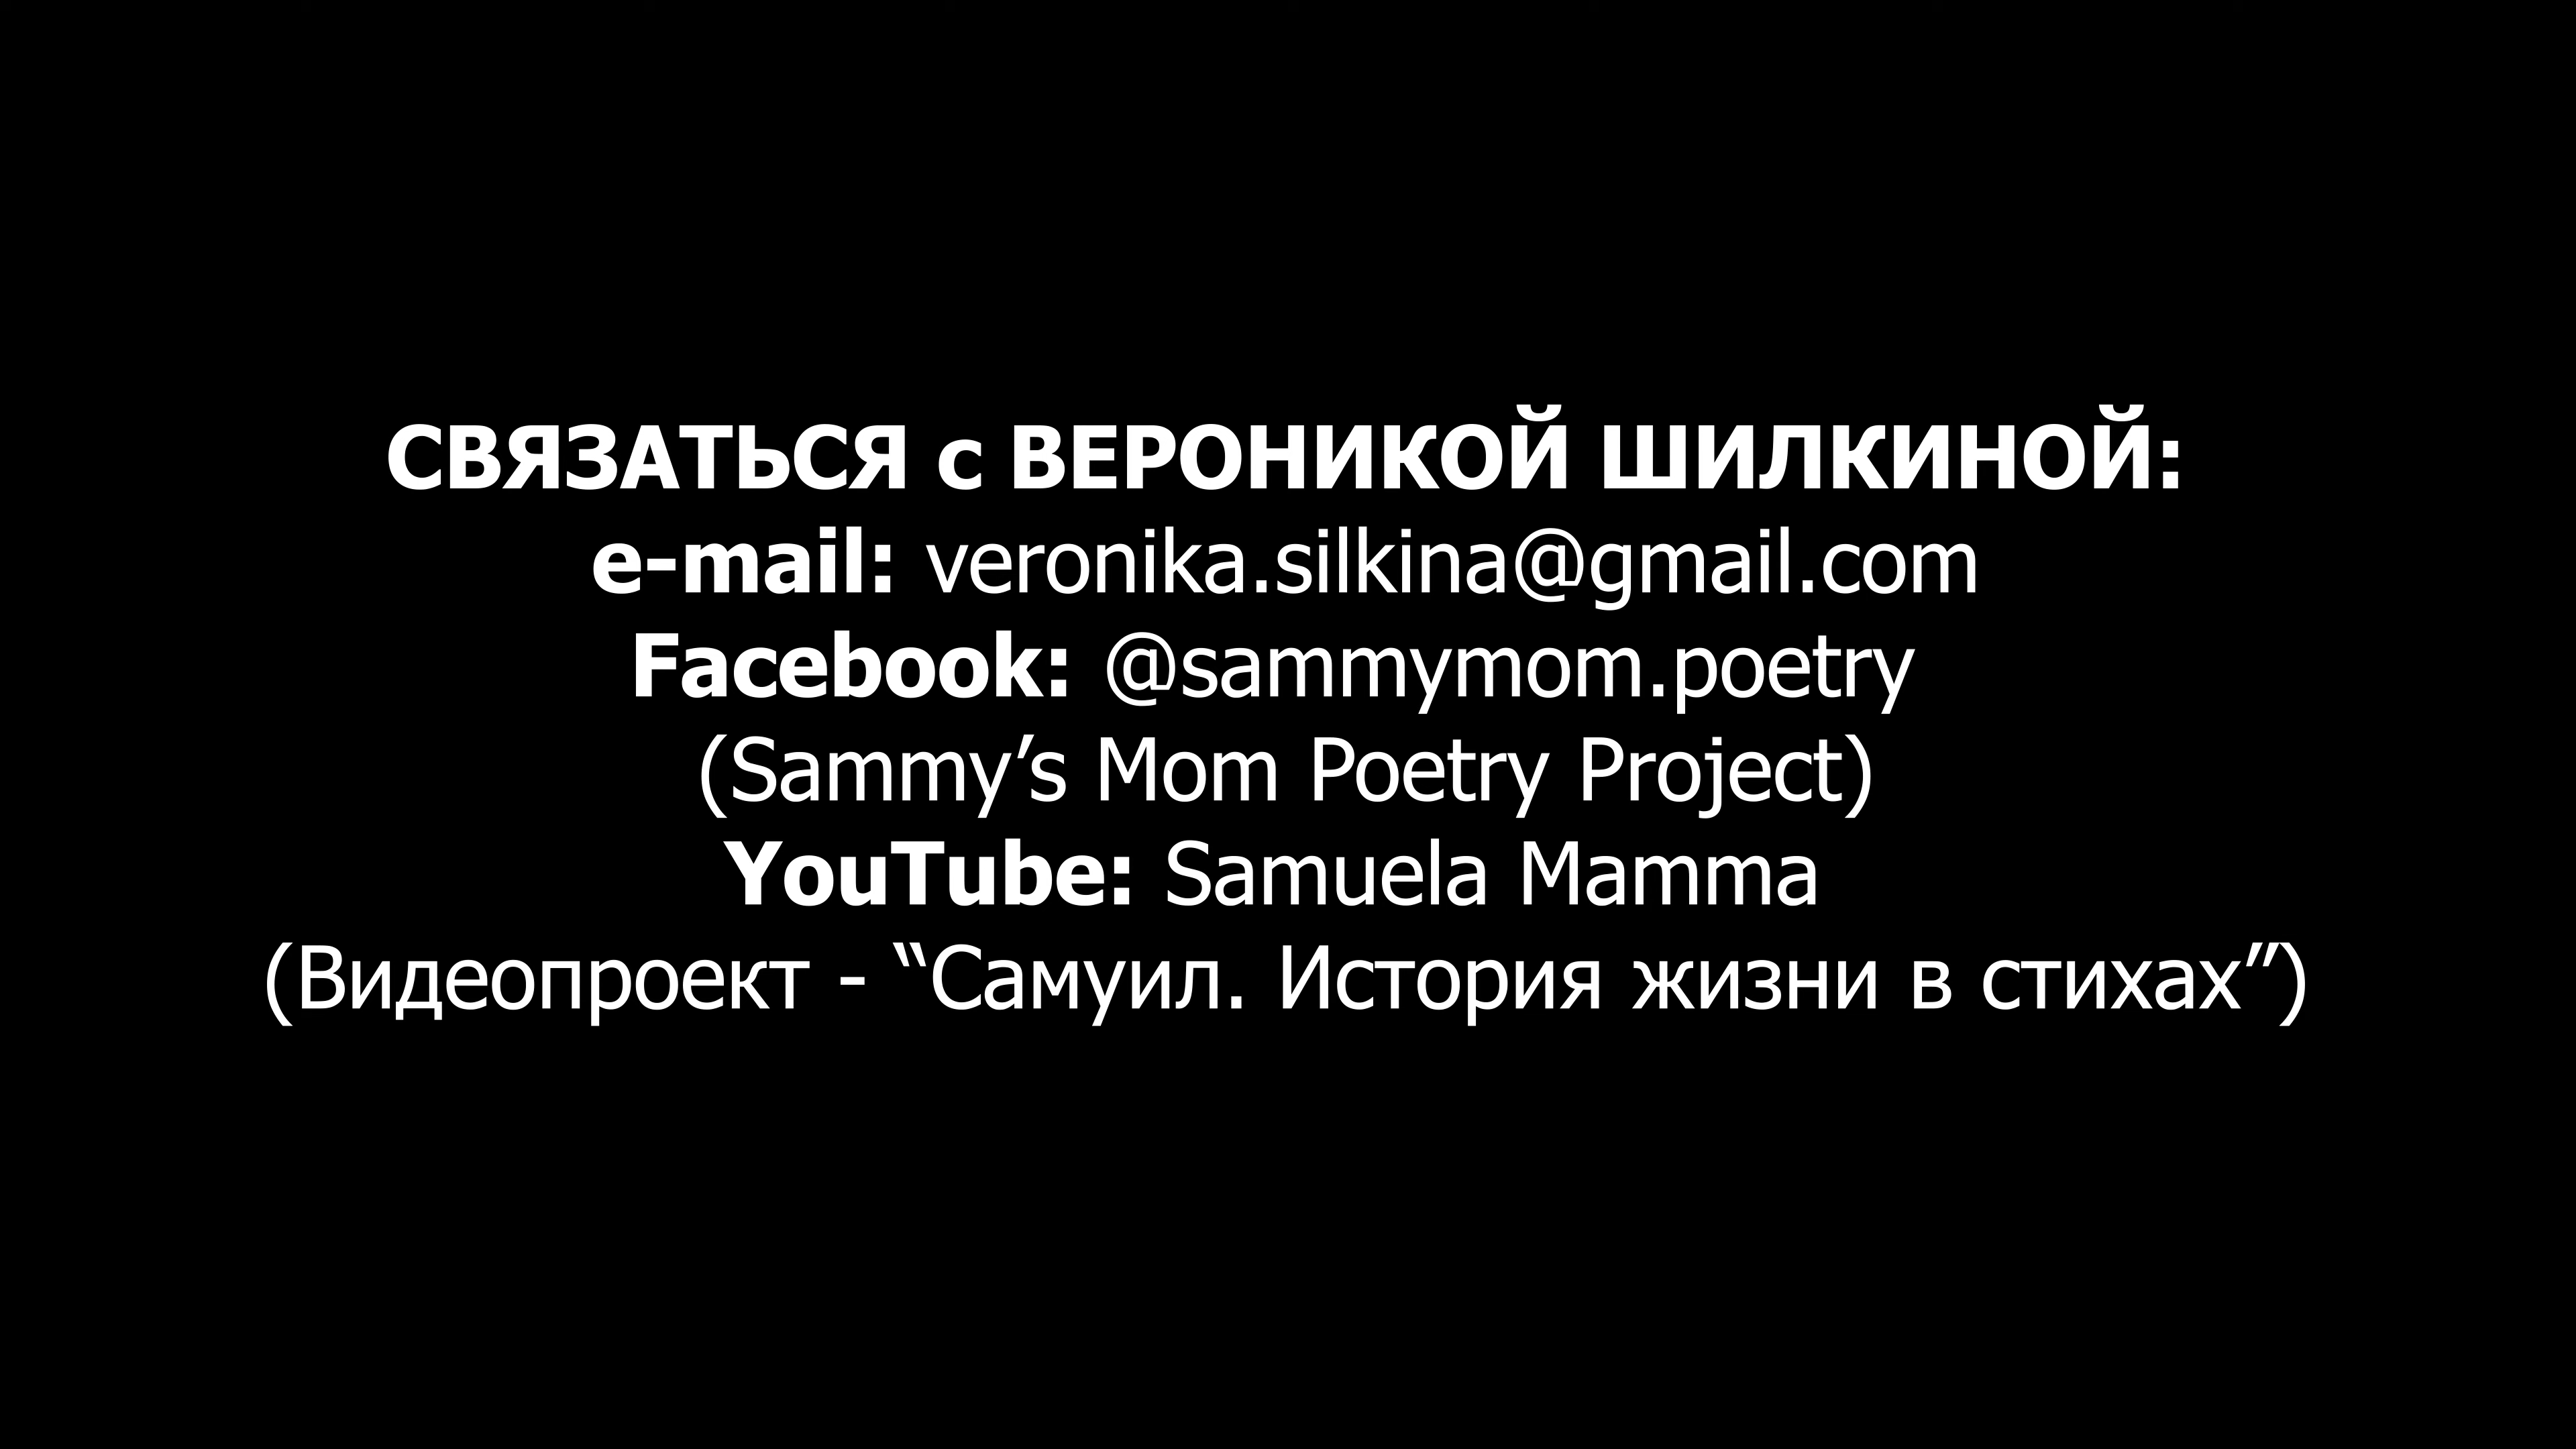 СВЯЗАТЬСЯ с ВЕРОНИКОЙ ШИЛКИНОЙ:
e-mail: veronika.silkina@gmail.com
Facebook: @sammymom.poetry
(Sammy’s Mom Poetry Project)
YouTube: Samuela Mamma
(Видеопроект - “Самуил. История жизни в стихах”)